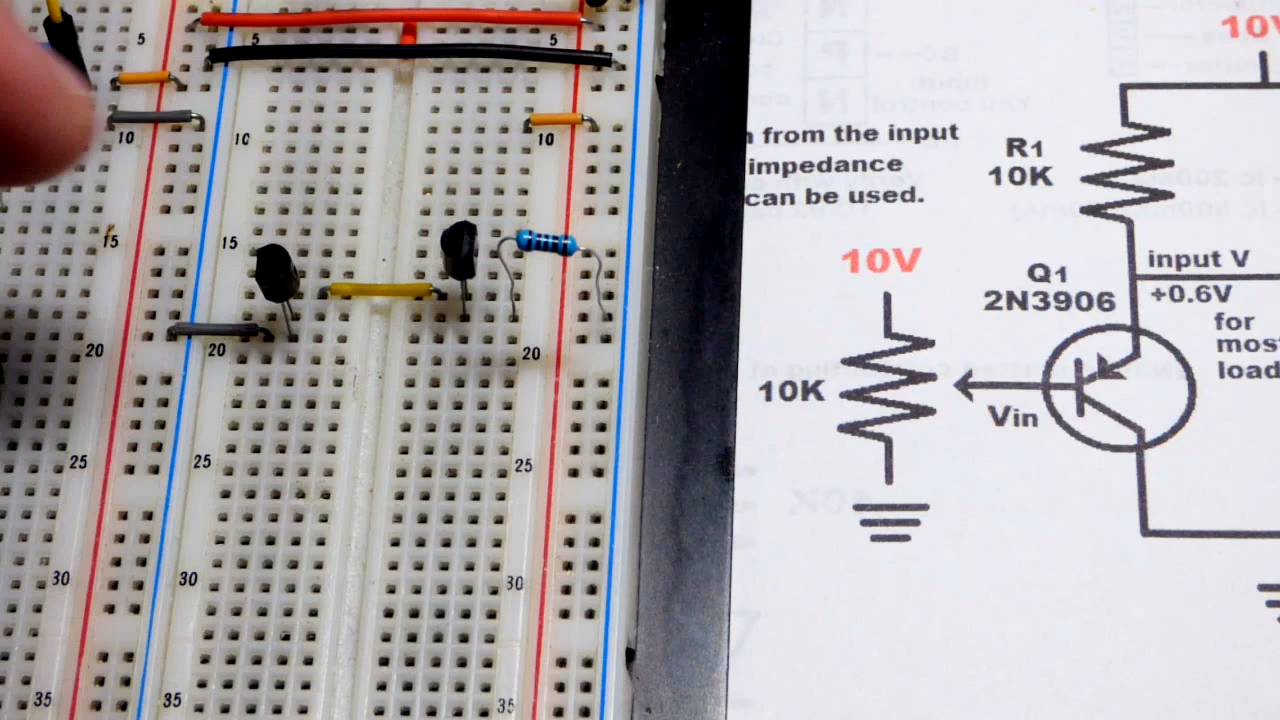 5
5
5
10
10
10
15
15
20
20
20
25
25
25
30
30
30
35
35
35
10V
n from the input
impedance
can be used.
R1
10K
10V
Q1
2N3906
input V
+0.6V
for
most
load
10K
Vin